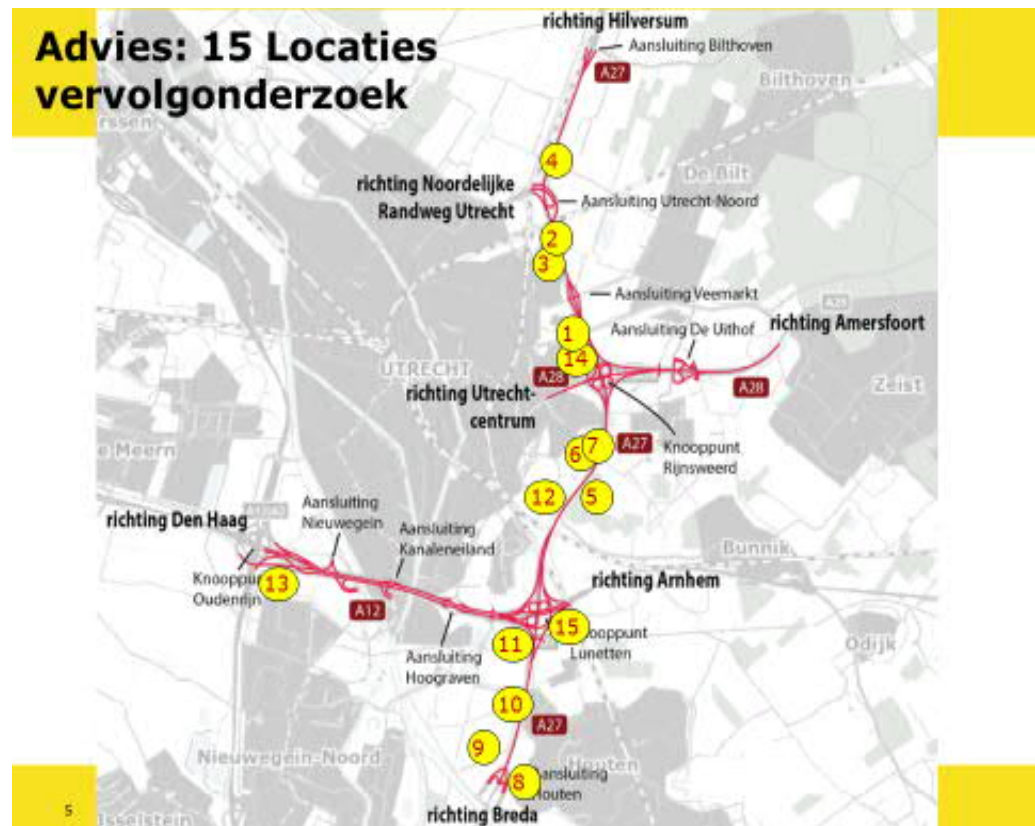 Advies: 15 Locaties
vervolgonderzoek
richting Hilversum
Aansluiting Bilthoven
A27
Bilthoven
4
De Bilt
richting Noordelijke
Randweg Utrecht
Aansluiting Utrecht-Noord
2
3
Aansluiting Veemarkt
A28
richting Amersfoort
Aansluiting De Uithof
1
14
UTRECHT
A28
A28
Zeist
richting Utrecht-
centrum
Knooppunt
Rijnsweerd
A27
7
6
e Meern
12
5
Aansluiting
Nieuwegein
richting Den Haag
Aansluiting
Kanaleneiland
Bunnik
Oudenrijn
13
A12
richting Arnhem
15
Lunetten
11
Odijk
Aansluiting
Hoograven
10
A27
9
Nieuwegein-Noord
Houten
8
richting Breda
5
sselstein